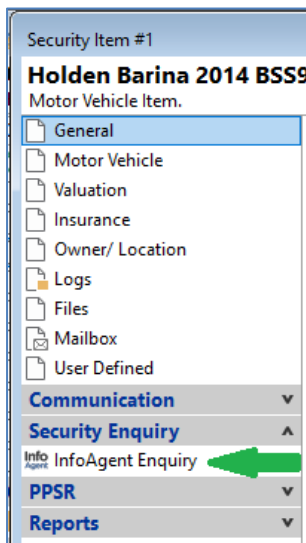 Security Item #1
Holden Barina 2014 BSS9
Motor Vehicle Item.
General
Motor Vehicle
Valuation
Insurance
Owner/ Location
Logs
Files
Mailbox
User Defined
Communication
Security Enquiry
Info Agent InfoAgent Enquiry
PPSR
Reports